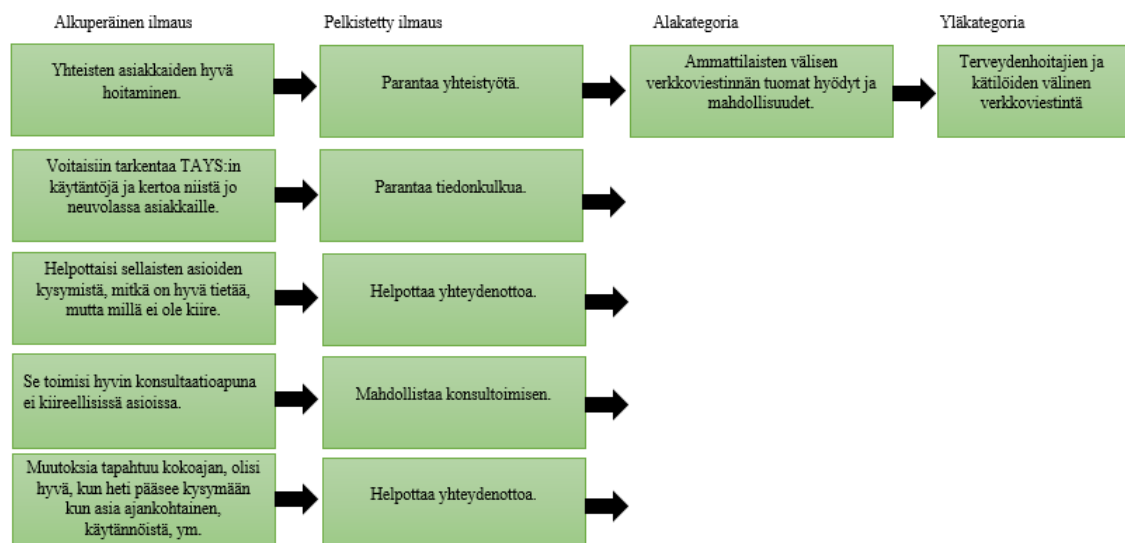 Alkuperäinen ilmaus
Pelkistetty ilmaus
Alakategoria
Yläkategoria
Yhteisten asiakkaiden hyvä
hoitaminen.
Parantaa yhteistyötä.
Ammattilaisten välisen
verkkoviestinnän tuomat hyödyt ja
mahdollisuudet.
Terveydenhoitajien ja
kätilöiden välinen
verkkoviestintä
Voitaisiin tarkentaa TAYS:in
käytäntöjä ja kertoa niistä jo
neuvolassa asiakkaille.
Parantaa tiedonkulkua.
Helpottaisi sellaisten asioiden
kysymistä, mitkä on hyvä tietää,
mutta millä ei ole kiire.
Helpottaa yhteydenottoa.
Se toimisi hyvin konsultaatioapuna
ei kiireellisissä asioissa.
Mahdollistaa konsultoimisen.
Muutoksia tapahtuu kokoajan, olisi
hyvä, kun heti pääsee kysymään
kun asia ajankohtainen,
käytännöistä, ym.
Helpottaa yhteydenottoa.